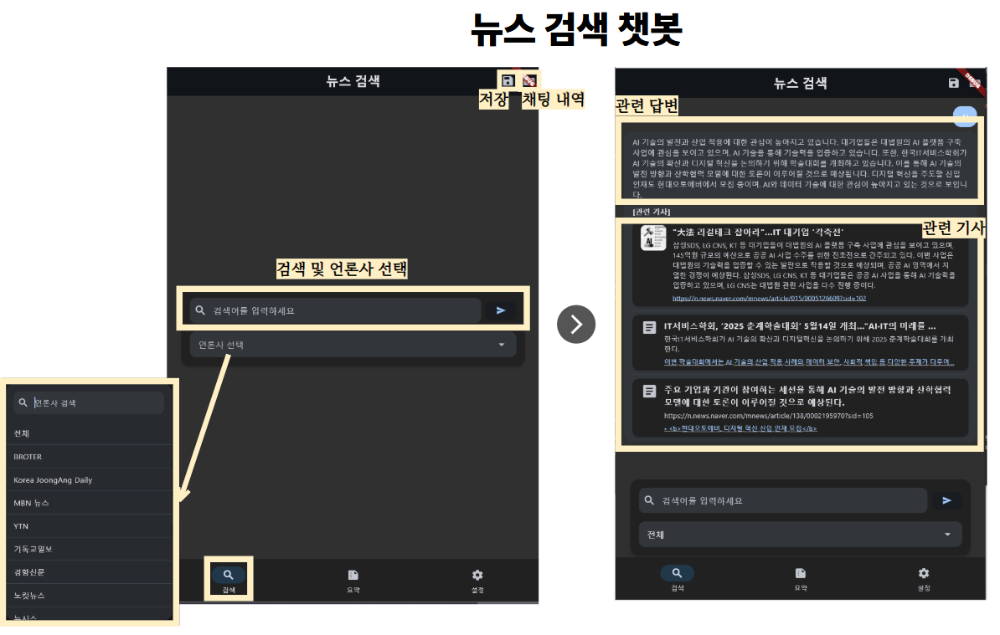 뉴스 검색 챗봇
뉴스 검색
저장
채팅 내역
검색 및 언론사 선택
검색어를 입력하세요
언론사 선택
언론사 검색
전체
BROTER
Korea JoongAng Daily
MBN 뉴스
YTN
기독교일보
경향신문
노컷뉴스
뉴시스
검색
요약
설정
뉴스 검색
DEBUG
관련 답변
AI
AI 기술의 발전과 산업 적용에 대한 관심이 높아지고 있습니다. 대기업들은 대법원의 AI 플랫폼 구축
사업에 관심을 보이고 있으며, AI 기술을 통해 기술력을 입증하고 있습니다. 또한, 한국IT서비스학회가
AI 기술의 확산과 디지털 혁신을 논의하기 위해 학술대회를 개최하고 있습니다. 이를 통해 AI 기술의
발전 방향과 산학협력 모델에 대한 토론이 이루어질 것으로 예상됩니다. 디지털 혁신을 주도할 신입
인재도 현대오토에버에서 모집 중이며, AI와 데이터 기술에 대한 관심이 높아지고 있는 것으로 보입니
다.
[관련 기사]
관련 기사
"大法 리걸테크 잡아라"...IT 대기업 '각축전'
삼성SDS, LG CNS, KT 등 대기업들이 대법원의 AI 플랫폼 구축 사업에 관심을 보이고 있으며,
145억원 규모의 예산으로 공공 AI 사업 수주를 위한 전초전으로 간주되고 있다. 이번 사업은
대법원의 기술력을 입증할 수 있는 발판으로 작용할 것으로 예상되며, 공공 AI 영역에서 치
열한 경쟁이 예상된다. 삼성SDS, LG CNS, KT 등 대기업들은 공공 AI 사업을 통해 AI 기술력을
입증하고 있으며, LG CNS는 대법원 관련 사업을 다수 진행 중이다.
https://n.news.naver.com/mnews/article/015/0005126609?sid=102
IT서비스학회, '2025 춘계학술대회' 5월14일 개최..."AI·IT의 미래를 ...
한국IT서비스학회가 AI 기술의 확산과 디지털혁신을 논의하기 위해 2025 춘계학술대회를 개최
한다.
이번 학술대회에서는 AI 기술의 산업 적용 사례와 데이터 보안, 사회적 책임 등 다양한 주제가 다루어...
주요 기업과 기관이 참여하는 세션을 통해 AI 기술의 발전 방향과 산학협력
모델에 대한 토론이 이루어질 것으로 예상된다.
https://n.news.naver.com/mnews/article/138/0002195970?sid=105
• <b>현대오토에버, 디지털 혁신 신입 인재 모집</b>
검색어를 입력하세요
전체
검색
요약
설정